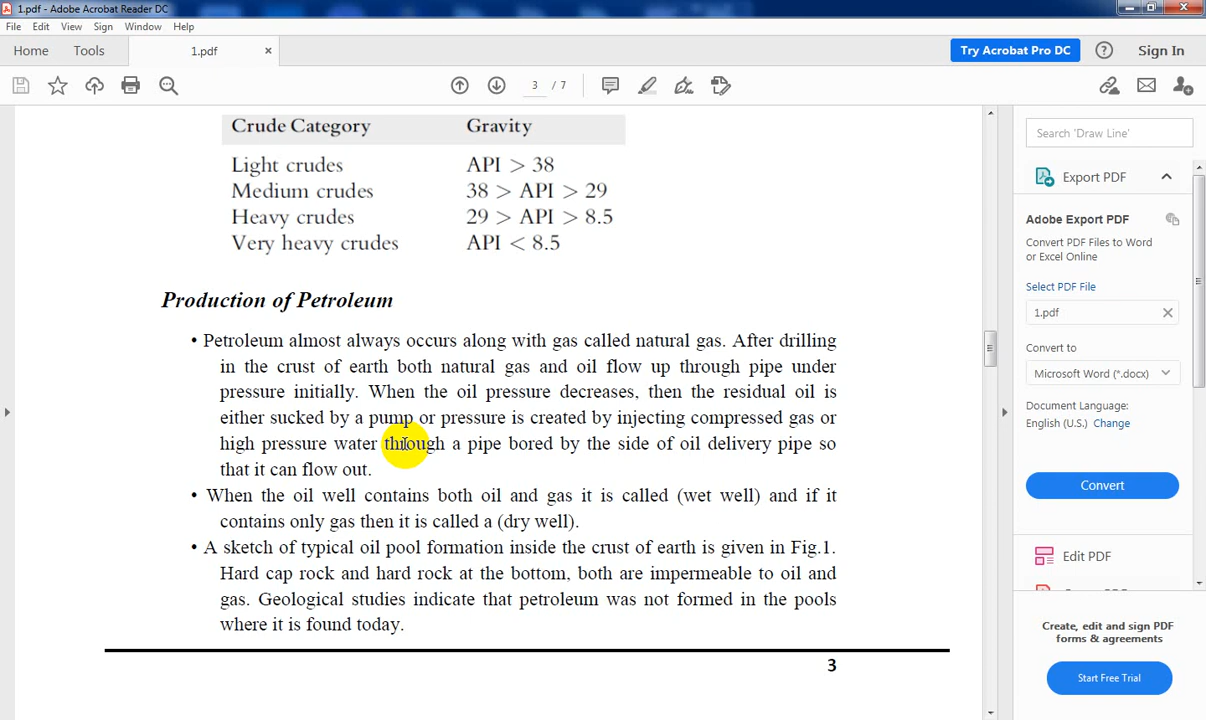 1.pdf - Adobe Acrobat Reader DC
File Edit View Sign Window Help
Home Tools 1.pdf × Try Acrobat Pro DC ? Sign In
3 / 7
Crude Category Gravity
Light crudes API > 38
Medium crudes 38 > API > 29
Heavy crudes 29 > API > 8.5
Very heavy crudes API < 8.5
Production of Petroleum
• Petroleum almost always occurs along with gas called natural gas. After drilling
in the crust of earth both natural gas and oil flow up through pipe under
pressure initially. When the oil pressure decreases, then the residual oil is
either sucked by a pump or pressure is created by injecting compressed gas or
high pressure water through a pipe bored by the side of oil delivery pipe so
that it can flow out.
• When the oil well contains both oil and gas it is called (wet well) and if it
contains only gas then it is called a (dry well).
• A sketch of typical oil pool formation inside the crust of earth is given in Fig.1.
Hard cap rock and hard rock at the bottom, both are impermeable to oil and
gas. Geological studies indicate that petroleum was not formed in the pools
where it is found today.
3
Search 'Draw Line'
Export PDF
Adobe Export PDF
Convert PDF Files to Word
or Excel Online
Select PDF File
1.pdf
Convert to
Microsoft Word (*.docx)
Document Language:
English (U.S.) Change
Convert
Edit PDF
Create, edit and sign PDF
forms & agreements
Start Free Trial